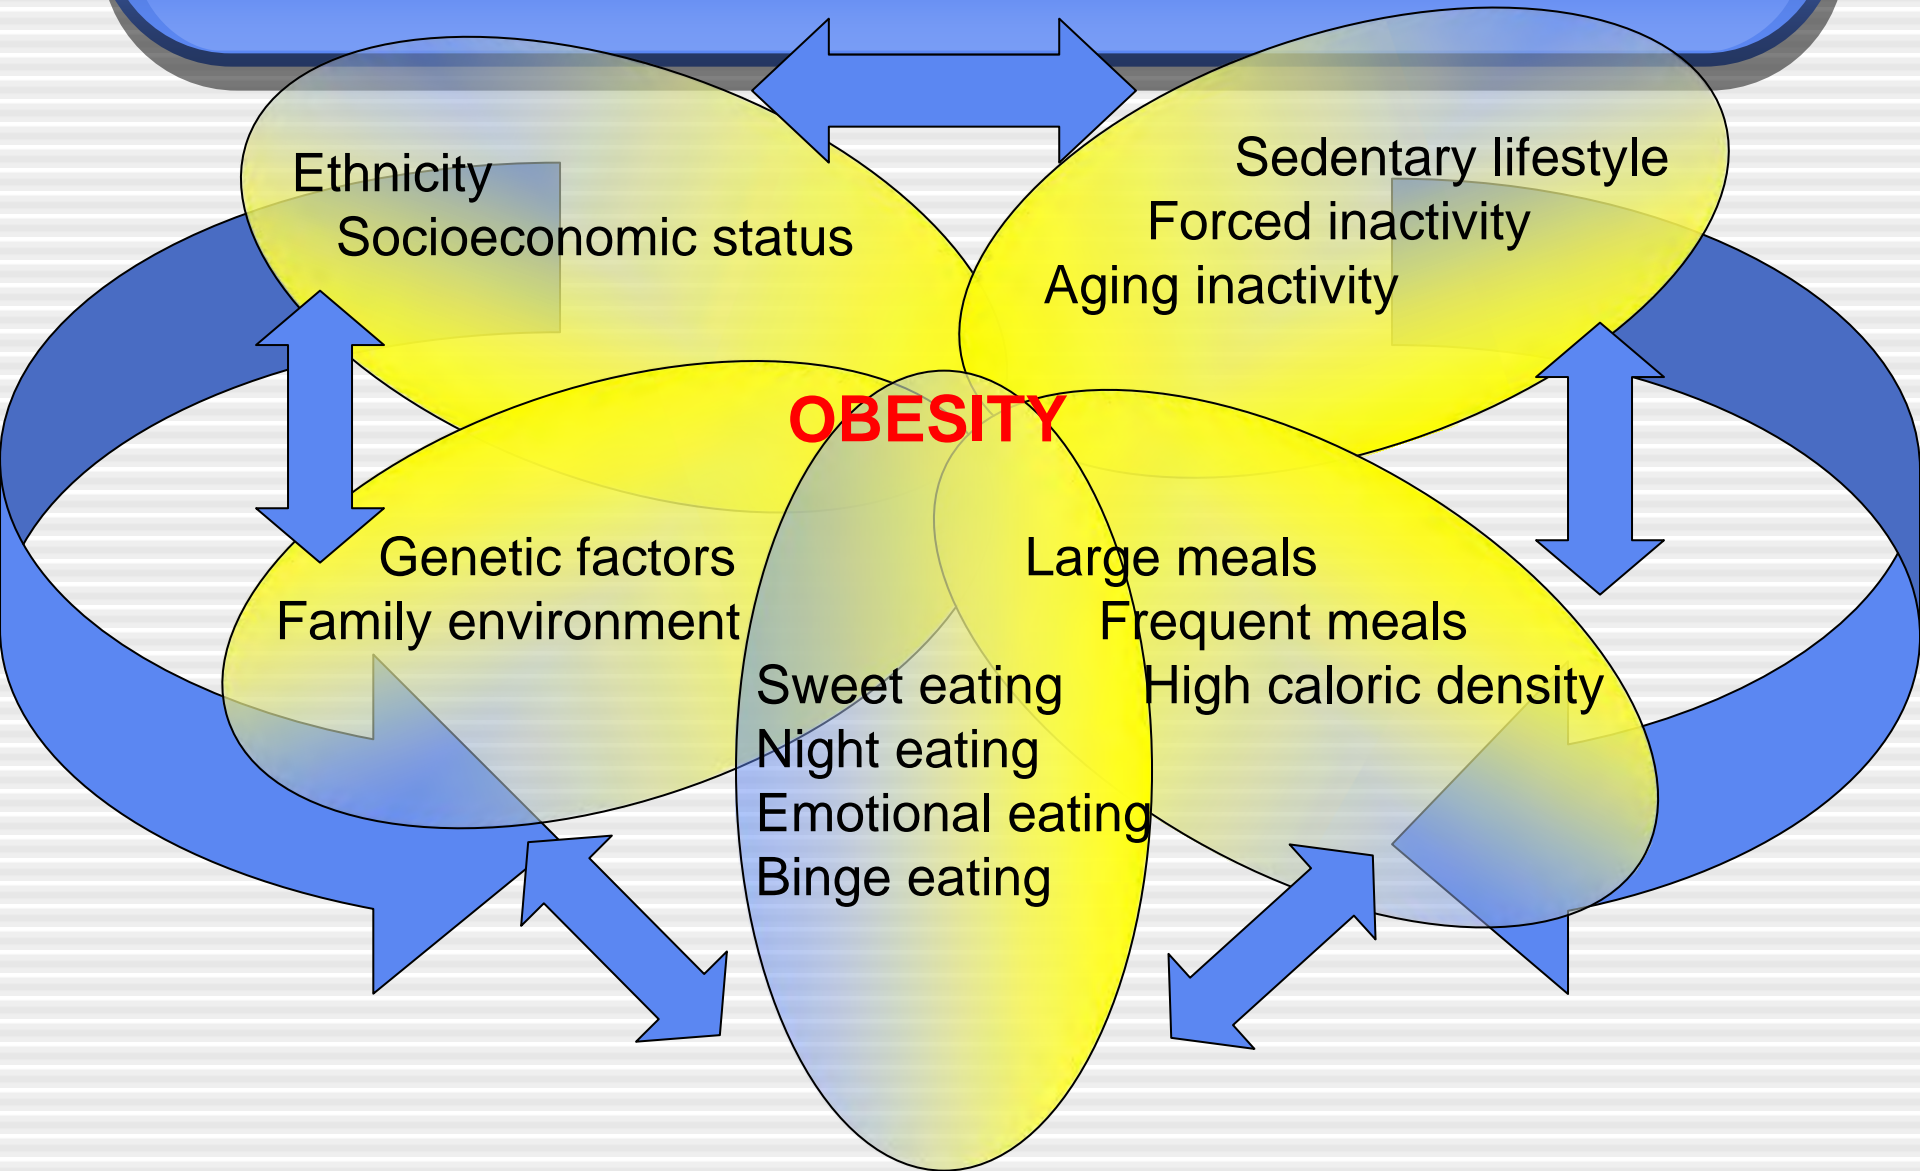 Ethnicity
Socioeconomic status
Sedentary lifestyle
Forced inactivity
Aging inactivity
OBESITY
Genetic factors
Family environment
Large meals
Frequent meals
High caloric density
Sweet eating
Night eating
Emotional eating
Binge eating